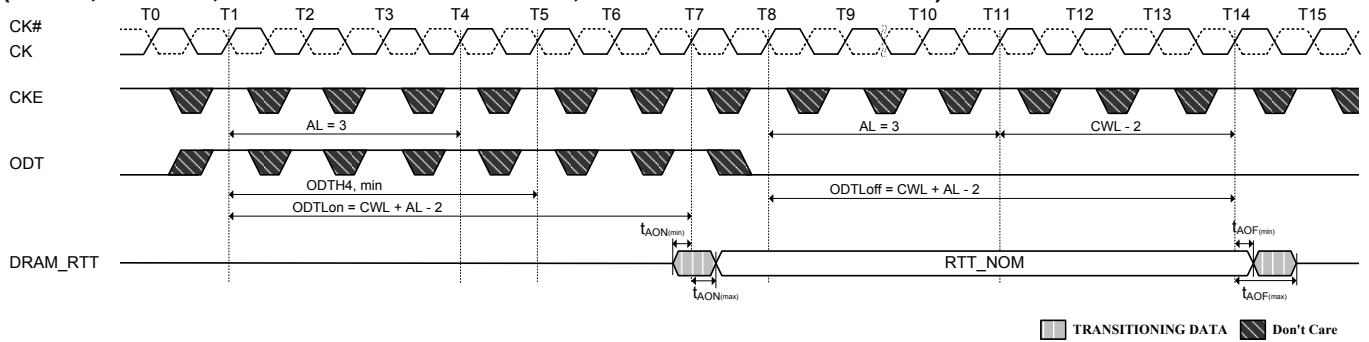 T0 T1 T2 T3 T4 T5 T6 T7 T8 T9 T10 T11 T12 T13 T14 T15
CK#
CK
CKE
AL = 3 AL = 3 CWL - 2
ODT
ODTH4, min ODTLoff = CWL + AL - 2
ODTLon = CWL + AL - 2
tAON(min) tAOF(min)
DRAM_RTT RTT_NOM
tAON(max) tAOF(max)
TRANSITIONING DATA Don't Care